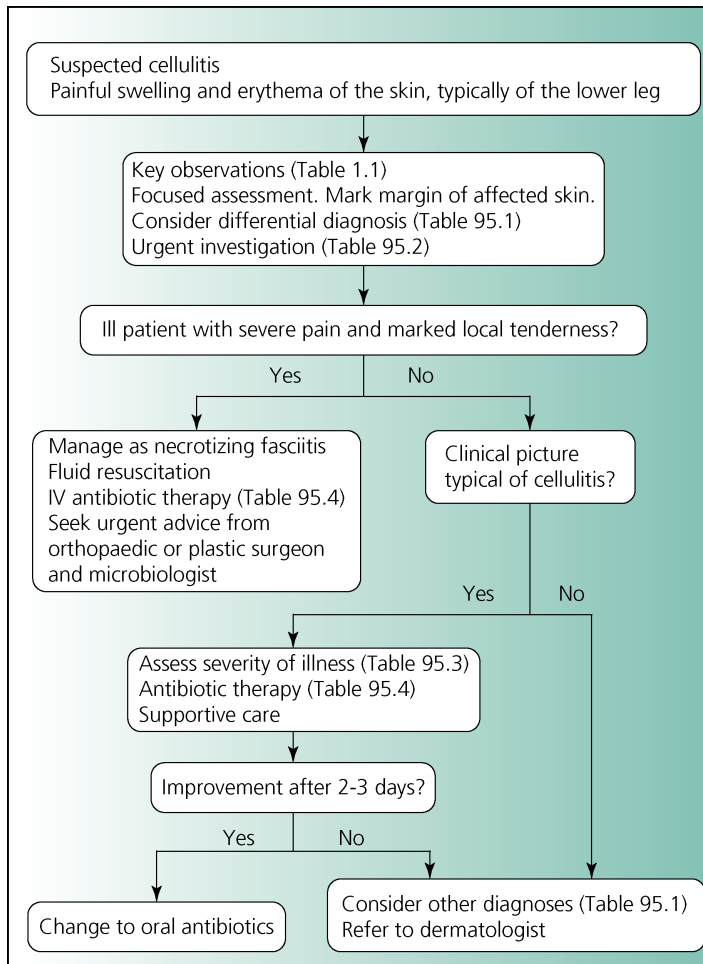 Suspected cellulitis
Painful swelling and erythema of the skin, typically of the lower leg
Key observations (Table 1.1)
Focused assessment. Mark margin of affected skin.
Consider differential diagnosis (Table 95.1)
Urgent investigation (Table 95.2)
Ill patient with severe pain and marked local tenderness?
Yes
No
Manage as necrotizing fasciitis
Fluid resuscitation
IV antibiotic therapy (Table 95.4)
Seek urgent advice from
orthopaedic or plastic surgeon
and microbiologist
Clinical picture
typical of cellulitis?
Yes
No
Assess severity of illness (Table 95.3)
Antibiotic therapy (Table 95.4)
Supportive care
Improvement after 2-3 days?
Yes
No
Change to oral antibiotics
Consider other diagnoses (Table 95.1)
Refer to dermatologist